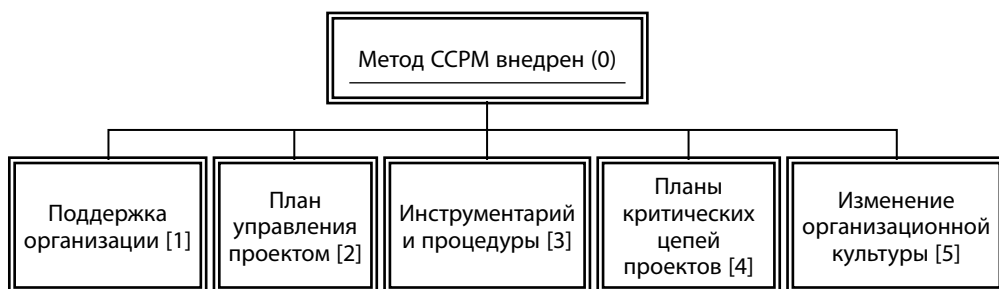 Метод ССРМ внедрен (0)
Поддержка
организации [1]
План
управления
проектом [2]
Инструментарий
и процедуры [3]
Планы
критических
цепей
проектов [4]
Изменение
организационной
культуры [5]